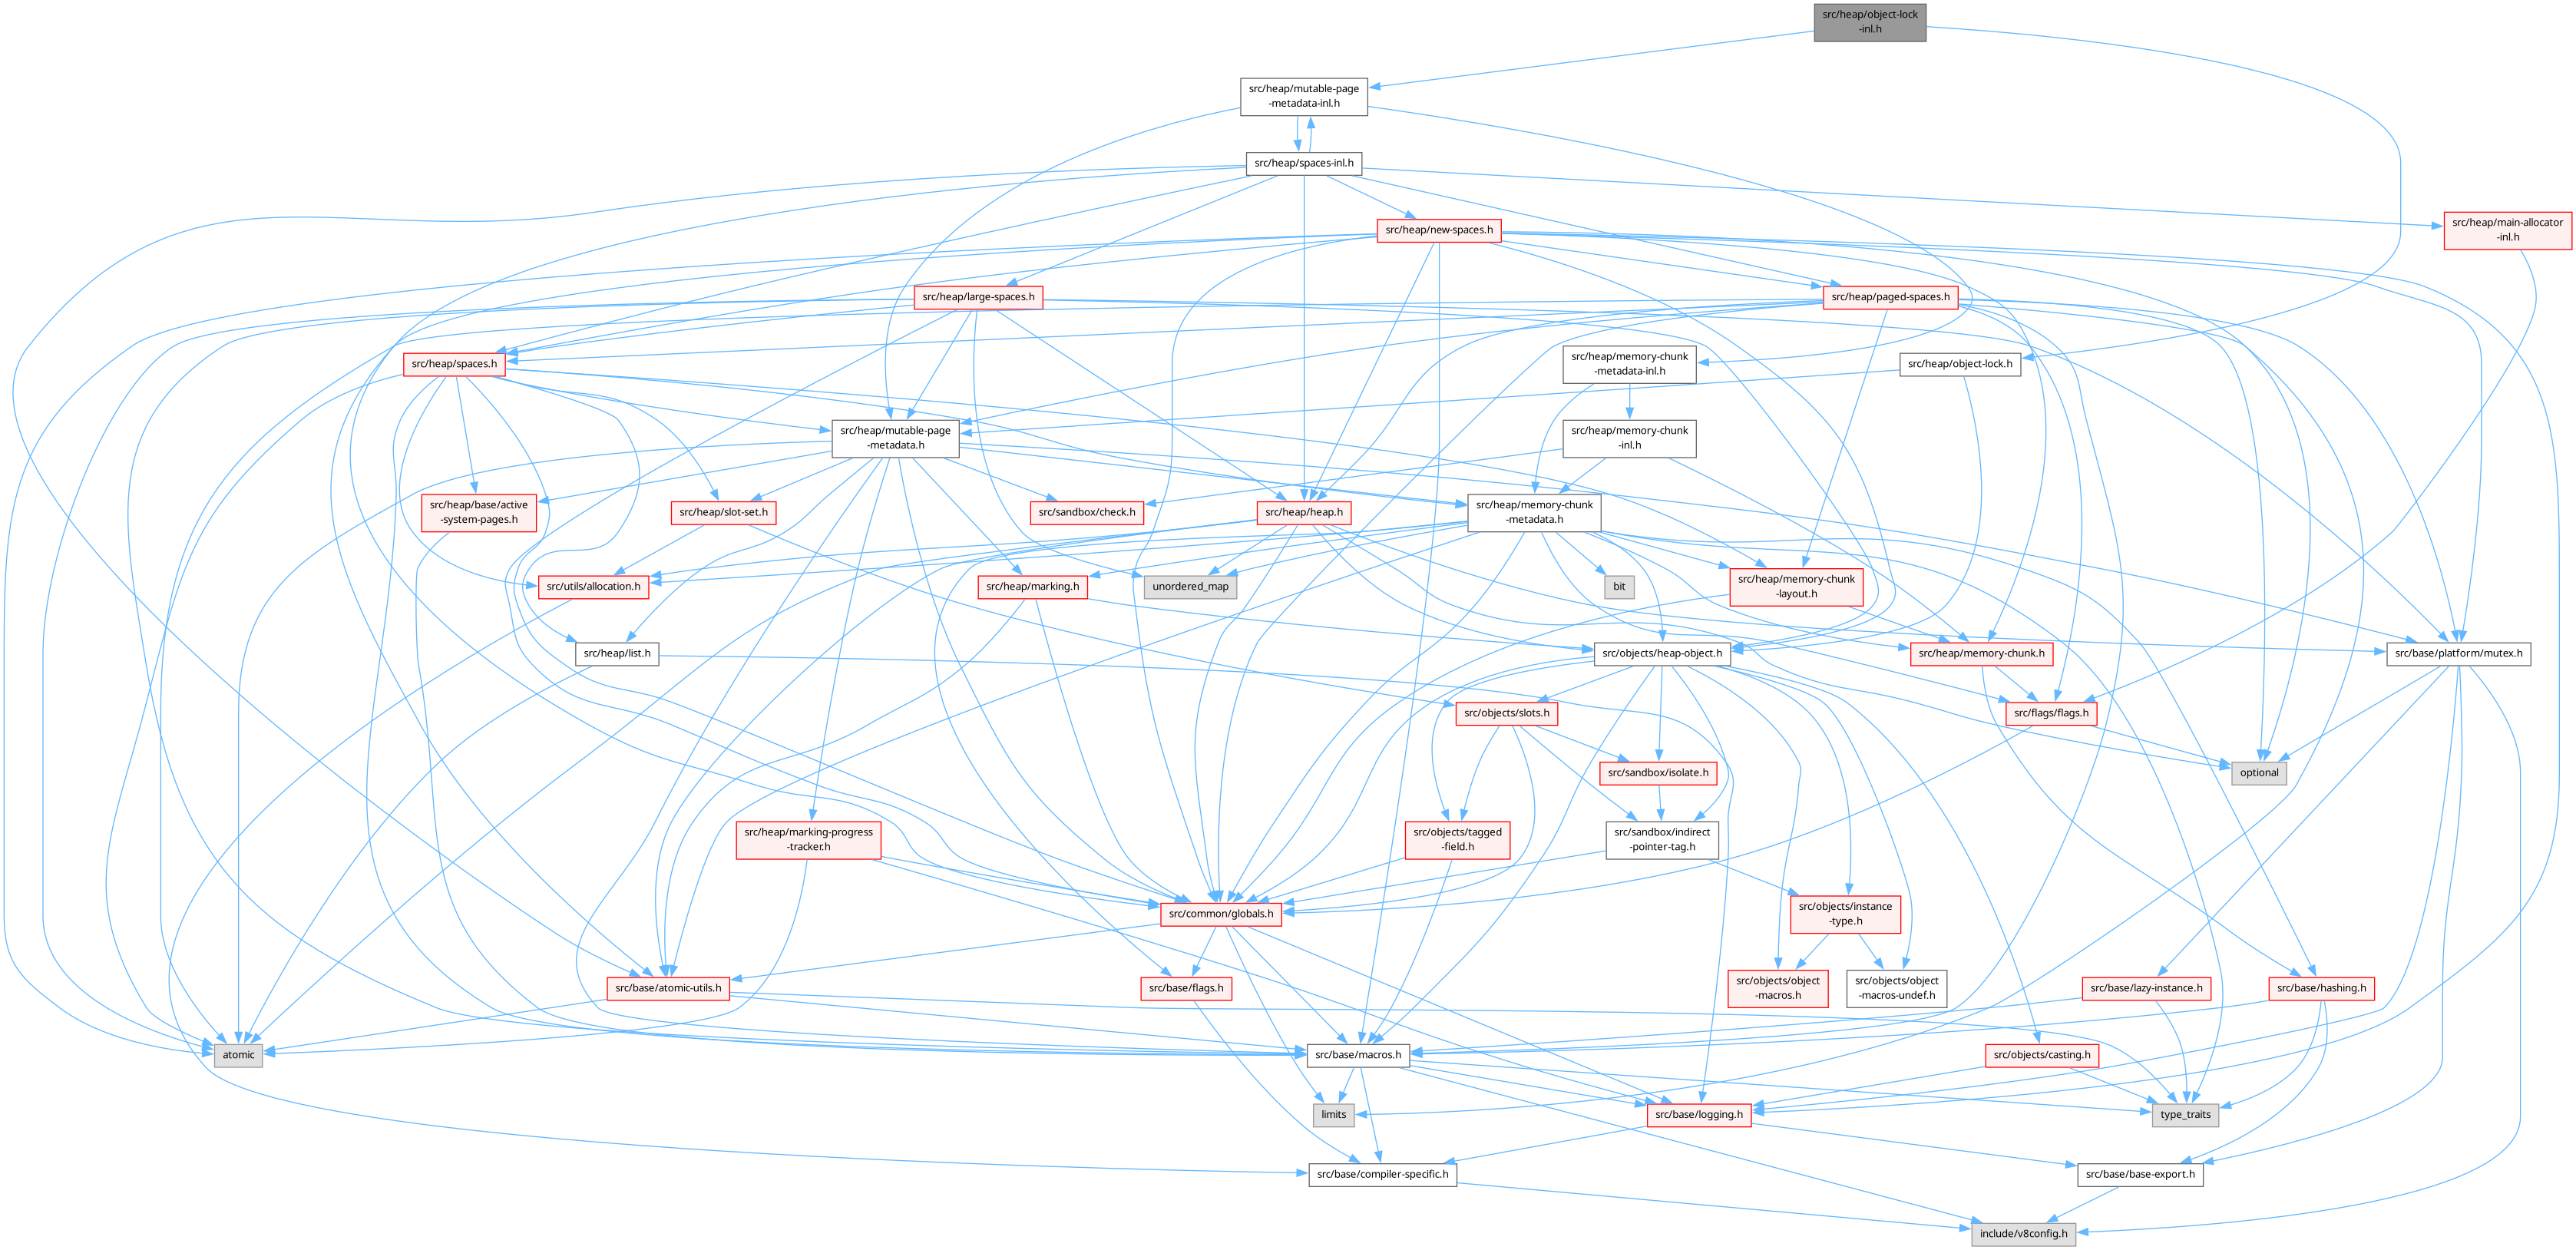 src/heap/object-lock
-inl.h
src/heap/mutable-page
-metadata-inl.h
src/heap/spaces-inl.h
src/heap/new-spaces.h
src/heap/main-allocator
-inl.h
src/heap/large-spaces.h
src/heap/paged-spaces.h
src/heap/spaces.h
src/heap/memory-chunk
-metadata-inl.h
src/heap/object-lock.h
src/heap/mutable-page
-metadata.h
src/heap/memory-chunk
-inl.h
src/heap/base/active
-system-pages.h
src/heap/slot-set.h
src/sandbox/check.h
src/heap/heap.h
src/heap/memory-chunk
-metadata.h
src/utils/allocation.h
src/heap/marking.h
unordered_map
bit
src/heap/memory-chunk
-layout.h
src/heap/list.h
src/objects/heap-object.h
src/heap/memory-chunk.h
src/base/platform/mutex.h
src/objects/slots.h
src/flags/flags.h
src/sandbox/isolate.h
optional
src/heap/marking-progress
-tracker.h
src/objects/tagged
-field.h
src/sandbox/indirect
-pointer-tag.h
src/common/globals.h
src/objects/instance
-type.h
src/base/atomic-utils.h
src/base/flags.h
src/objects/object
-macros.h
src/objects/object
-macros-undef.h
src/base/lazy-instance.h
src/base/hashing.h
atomic
src/base/macros.h
src/objects/casting.h
limits
src/base/logging.h
type_traits
src/base/compiler-specific.h
src/base/base-export.h
include/v8config.h